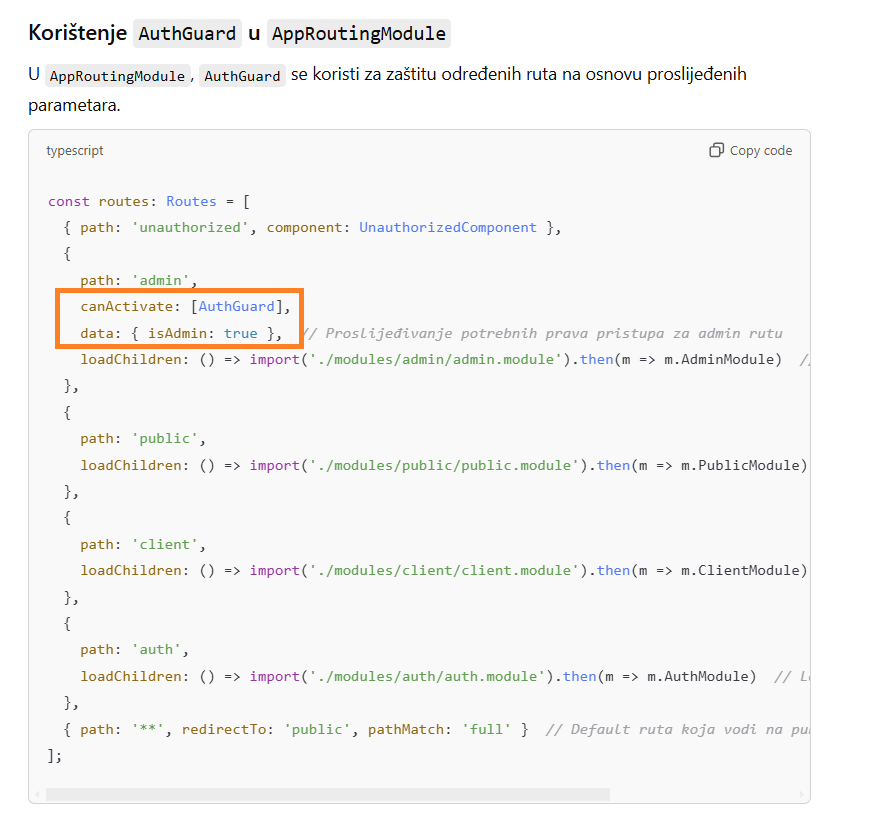 Korištenje AuthGuard u AppRoutingModule
U AppRoutingModule, AuthGuard se koristi za zaštitu određenih ruta na osnovu proslijeđenih
parametara.
typescript
Copy code
const routes: Routes = [
  { path: 'unauthorized', component: UnauthorizedComponent },
  {
    path: 'admin',
    canActivate: [AuthGuard],
    data: { isAdmin: true },  // Proslijeđivanje potrebnih prava pristupa za admin rutu
    loadChildren: () => import('./modules/admin/admin.module').then(m => m.AdminModule)  //
  },
  {
    path: 'public',
    loadChildren: () => import('./modules/public/public.module').then(m => m.PublicModule)
  },
  {
    path: 'client',
    loadChildren: () => import('./modules/client/client.module').then(m => m.ClientModule)
  },
  {
    path: 'auth',
    loadChildren: () => import('./modules/auth/auth.module').then(m => m.AuthModule)  //
  },
  { path: '**', redirectTo: 'public', pathMatch: 'full' }  // Default ruta koja vodi na
];